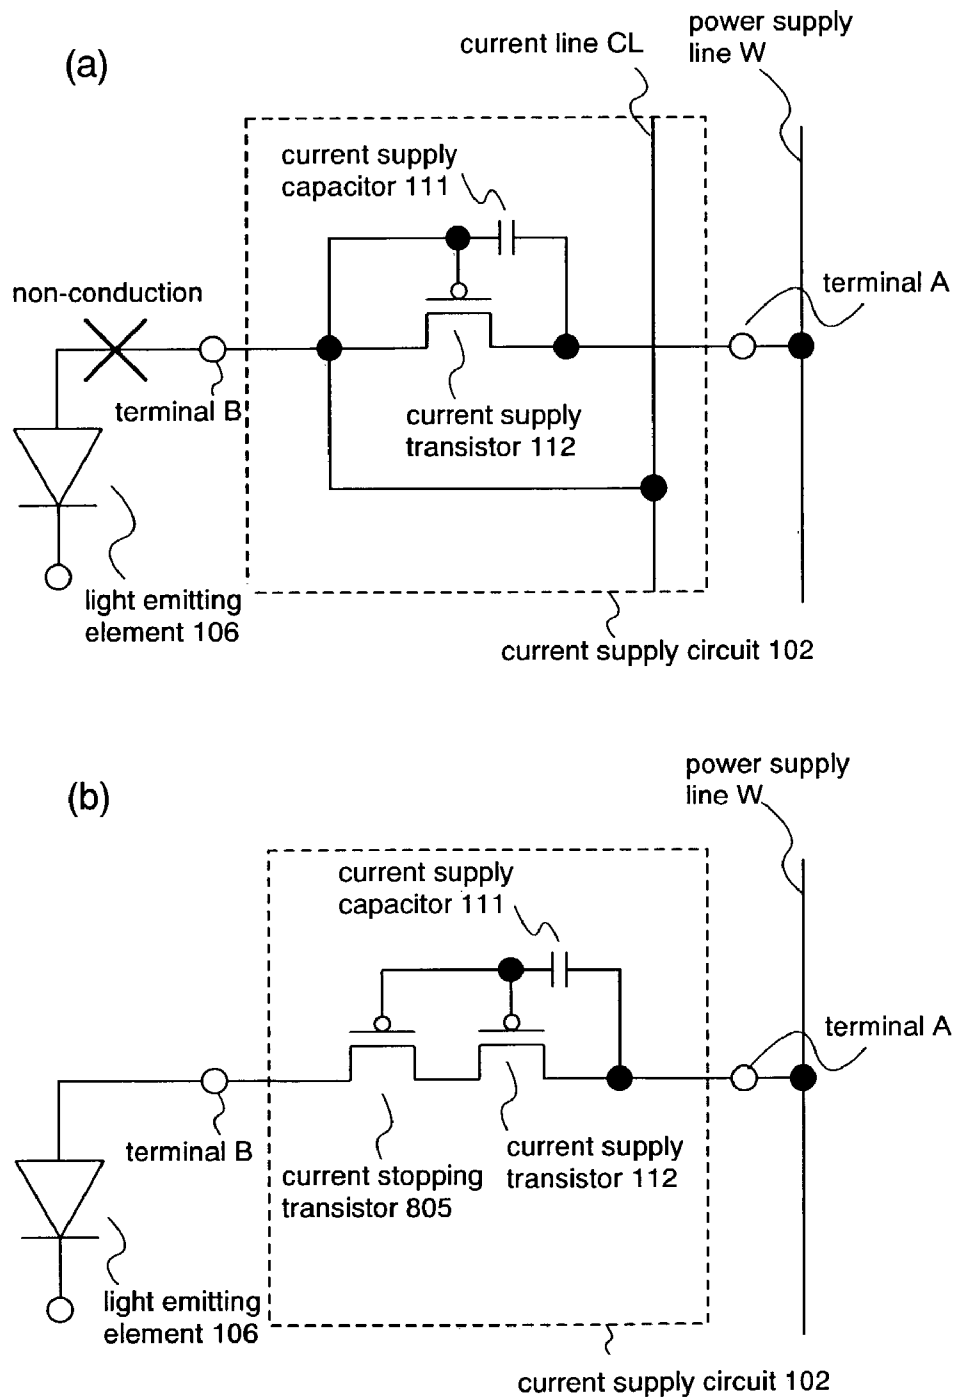 (a)
current line CL
power supply
line W
current supply
capacitor 111
non-conduction
terminal A
terminal B
current supply
transistor 112
light emitting
element 106
current supply circuit 102
(b)
power supply
line W
current supply
capacitor 111
terminal A
terminal B
current stopping
transistor 805
current supply
transistor 112
light emitting
element 106
current supply circuit 102